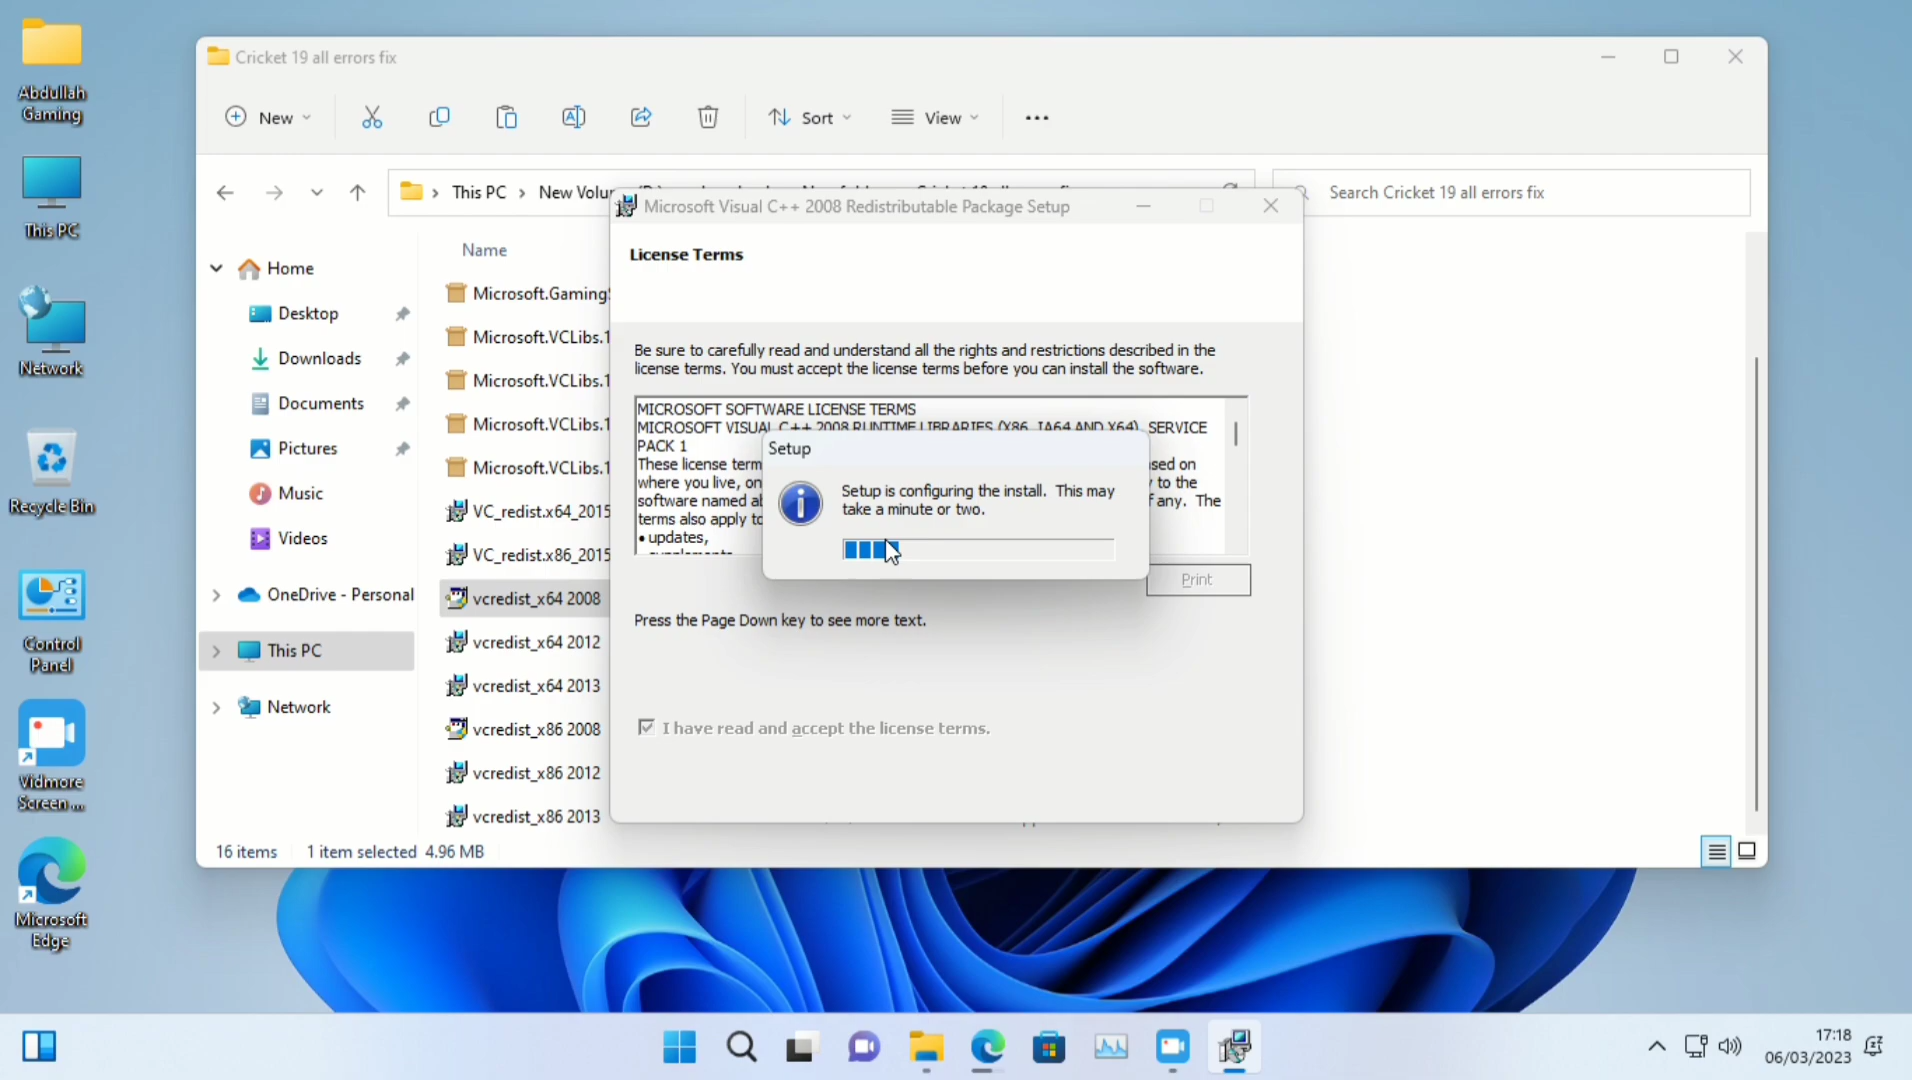 Abdullah
Gaming
This PC
Network
Recycle Bin
Control
Panel
Vidmore
Screen ...
Microsoft
Edge
Cricket 19 all errors fix
New
Sort
View
This PC
New Volu
Search Cricket 19 all errors fix
Home
Desktop
Downloads
Documents
Pictures
Music
Videos
OneDrive - Personal
This PC
Network
Name
Microsoft.Gaming
Microsoft.VCLibs.1
Microsoft.VCLibs.1
Microsoft.VCLibs.1
Microsoft.VCLibs.1
VC_redist.x64_2015
VC_redist.x86_2015
vcredist_x64 2008
vcredist_x64 2012
vcredist_x64 2013
vcredist_x86 2008
vcredist_x86 2012
vcredist_x86 2013
16 items
1 item selected 4.96 MB
Microsoft Visual C++ 2008 Redistributable Package Setup
License Terms
Be sure to carefully read and understand all the rights and restrictions described in the
license terms. You must accept the license terms before you can install the software.
MICROSOFT SOFTWARE LICENSE TERMS
MICROSOFT VISUAL C++ 2008 RUNTIME LIBRARIES (X86, IA64 AND X64), SERVICE
PACK 1
These license term
sed on
where you live, on
y to the
software named ab
f any. The
terms also apply to
• updates,
Setup
Setup is configuring the install. This may
take a minute or two.
Print
Press the Page Down key to see more text.
I have read and accept the license terms.
17:18
06/03/2023